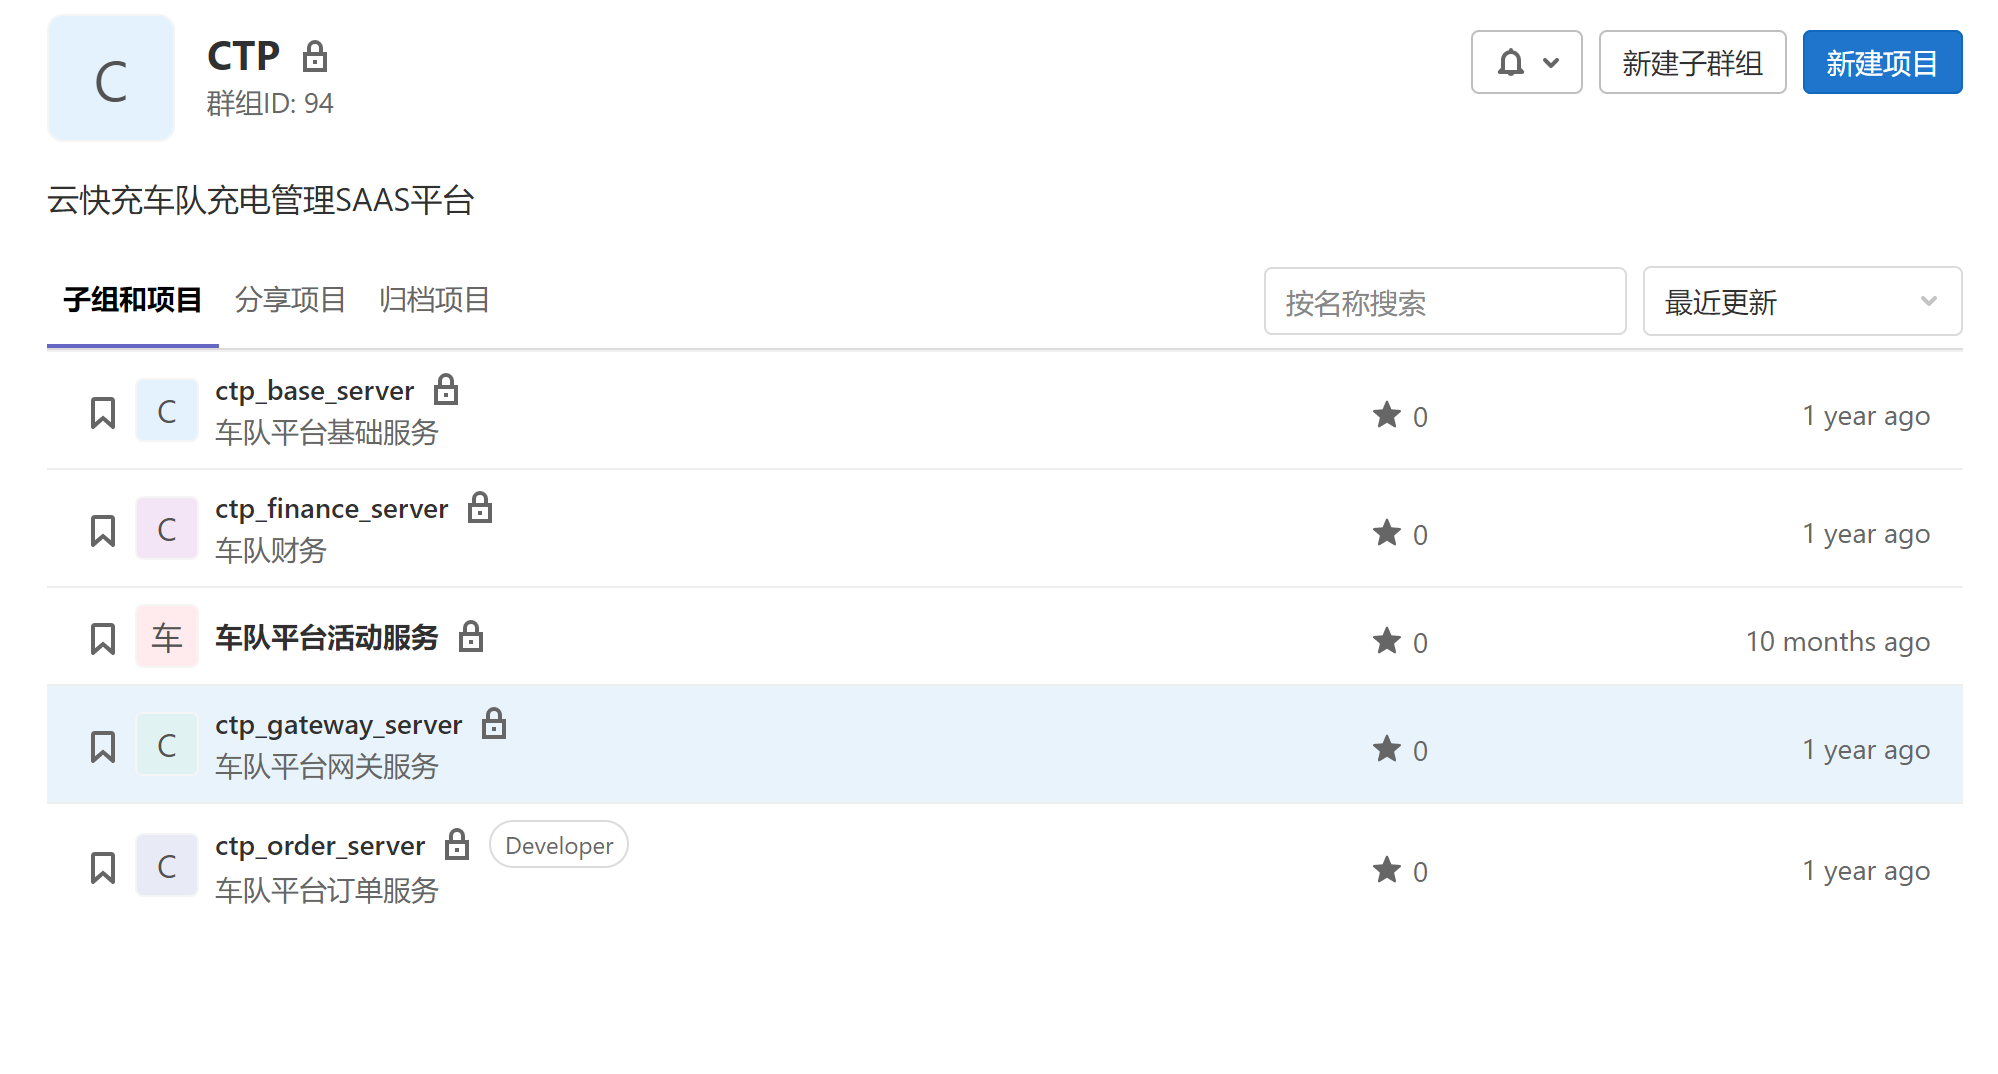 C
CTP
群组ID: 94
新建子群组
新建项目
云快充车队充电管理SAAS平台
子组和项目 分享项目 归档项目
按名称搜索
最近更新
C
ctp_base_server
车队平台基础服务
0
1 year ago
C
ctp_finance_server
车队财务
0
1 year ago
车
车队平台活动服务
0
10 months ago
C
ctp_gateway_server
车队平台网关服务
0
1 year ago
C
ctp_order_server Developer
车队平台订单服务
0
1 year ago